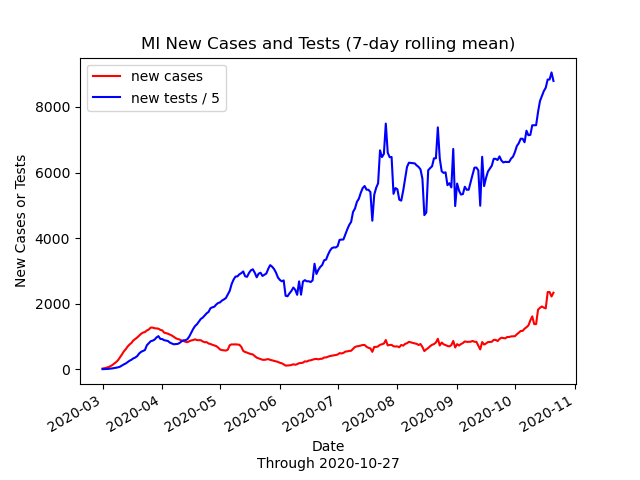 MI New Cases and Tests (7-day rolling mean)
new cases
new tests / 5
New Cases or Tests
8000
6000
4000
2000
0
2020-03
2020-04
2020-05
2020-06
2020-07
2020-08
2020-09
2020-10
2020-11
Date
Through 2020-10-27